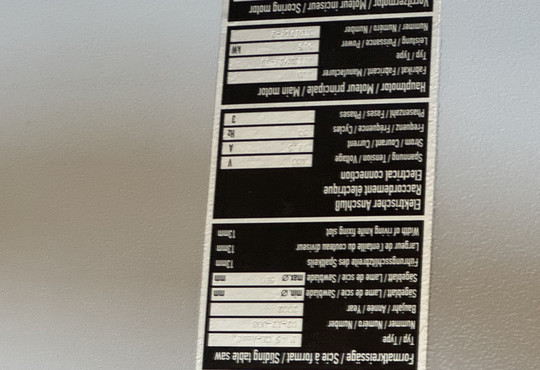 Formatkreissäge / Scie à format / Sliding table saw
Typ / Type
Nummer / Numéro / Number
Baujahr / Année / Year
Sägeblatt / Lame / scie / Sawblade min. Ø mm
Sägeblatt / Lame / scie de scie / Sawblade max. Ø mm
Führungsschlitzbreite des Spaltkeils 13mm
Largeur de l'entaille du couteau diviseur 13mm
Width of riving knife fixing slot 13mm
Elektrischer Anschluß
Raccordement électrique
Electrical connection
Spannung / Tension / Voltage V
Strom / Courant / Current A
Frequenz / Fréquence / Cycles Hz
Phasenzahl / Fases / Phases 3
Hauptmotor / Moteur principale / Main motor
Fabrikat / Fabricant / Manufacturer
Typ / Type
Leistung / Puissance / Power kW
Nummer / Numéro / Number
Vorritzermotor / Moteur inciseur / Scoring motor